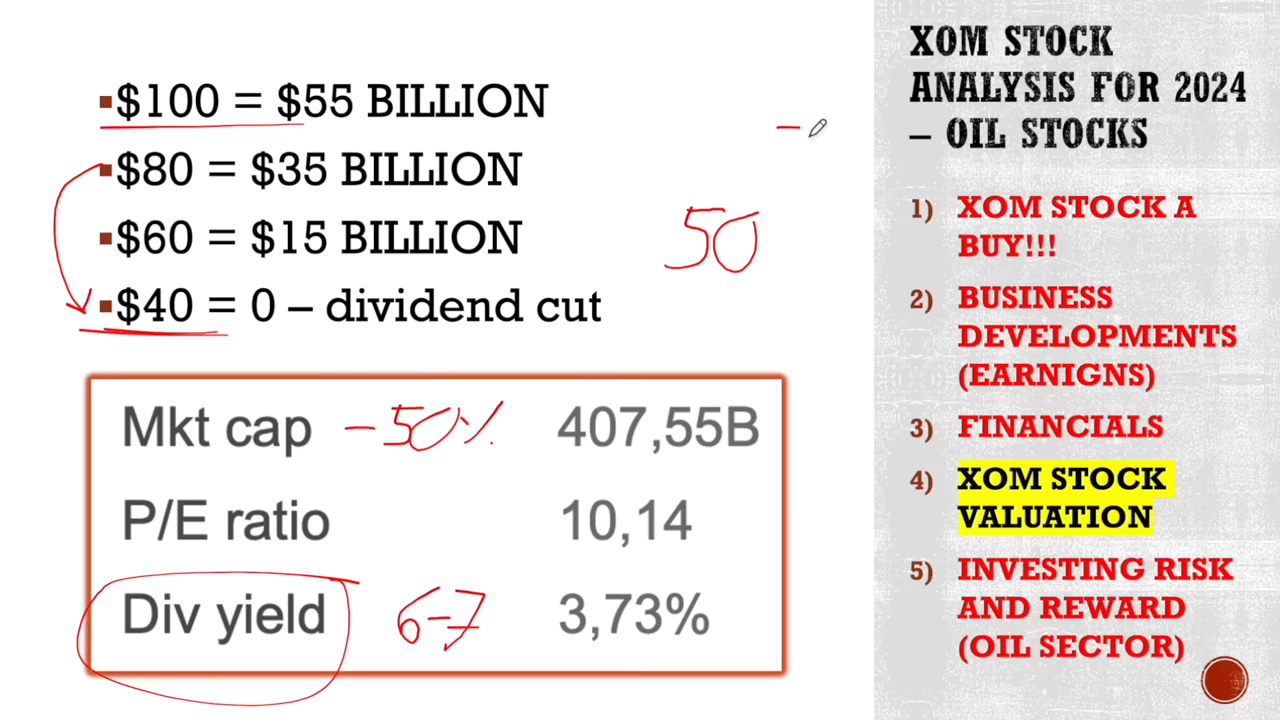 $100 = $55 BILLION
$80 = $35 BILLION
$60 = $15 BILLION
$40 = 0 – dividend cut
50
Mkt cap -50% 407,55B
P/E ratio 10,14
Div yield 6-7 3,73%
XOM STOCK
ANALYSIS FOR 2024
– OIL STOCKS
1) XOM STOCK A
BUY!!!
2) BUSINESS
DEVELOPMENTS
(EARNIGNS)
3) FINANCIALS
4) XOM STOCK
VALUATION
5) INVESTING RISK
AND REWARD
(OIL SECTOR)